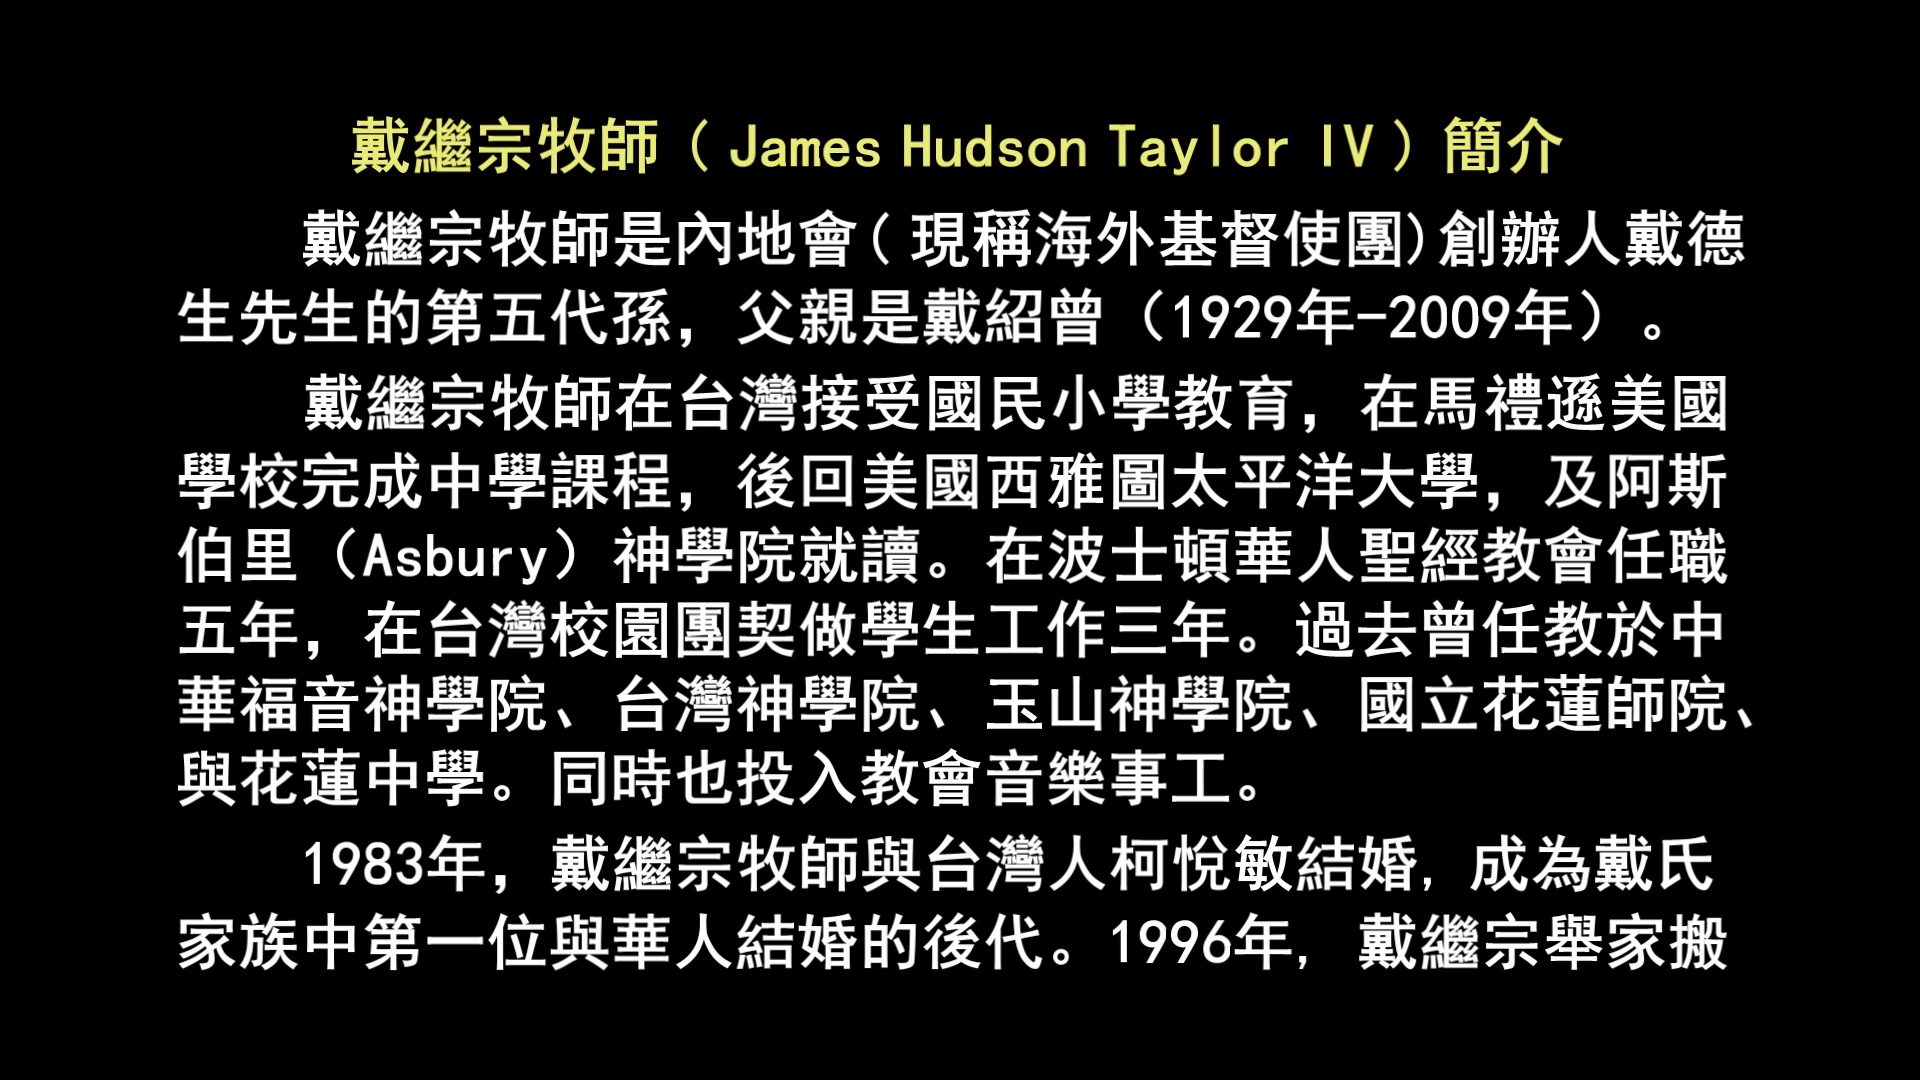 戴繼宗牧師（James Hudson Taylor IV）簡介
戴繼宗牧師是內地會(現稱海外基督使團)創辦人戴德
生先生的第五代孫，父親是戴紹曾（1929年-2009年）。
戴繼宗牧師在台灣接受國民小學教育，在馬禮遜美國
學校完成中學課程，後回美國西雅圖太平洋大學，及阿斯
伯里（Asbury）神學院就讀。在波士頓華人聖經教會任職
五年，在台灣校園團契做學生工作三年。過去曾任教於中
華福音神學院、台灣神學院、玉山神學院、國立花蓮師院、
與花蓮中學。同時也投入教會音樂事工。
1983年，戴繼宗牧師與台灣人柯悅敏結婚，成為戴氏
家族中第一位與華人結婚的後代。1996年，戴繼宗舉家搬